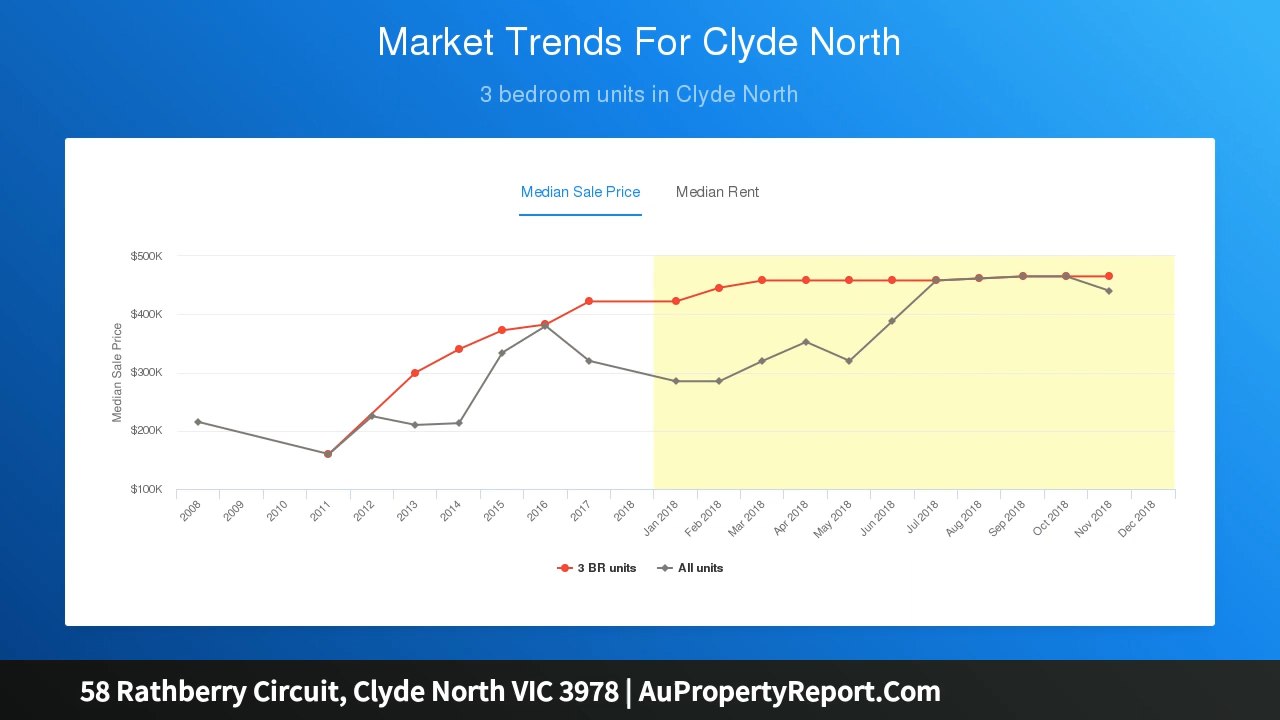 Market Trends For Clyde North
3 bedroom units in Clyde North
Median Sale Price
Median Rent
Median Sale Price
$500K
$400K
$300K
$200K
$100K
2008
2009
2010
2011
2012
2013
2014
2015
2016
2017
2018
Jan 2018
Feb 2018
Mar 2018
Apr 2018
May 2018
Jun 2018
Jul 2018
Aug 2018
Sep 2018
Oct 2018
Nov 2018
Dec 2018
3 BR units
All units
58 Rathberry Circuit, Clyde North VIC 3978 | AuPropertyReport.Com